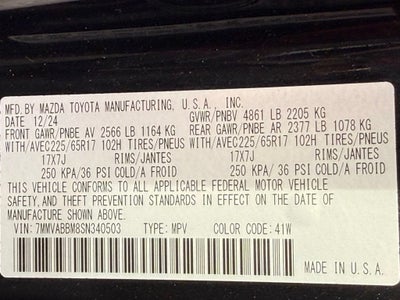 MFD. BY MAZDA TOYOTA MANUFACTURING, U.S.A., INC.
DATE 12/24 GVWR/PNBV 4861 LB 2205 KG
FRONT GAWR/PNBE AV 2566 LB 1164 KG REAR GAWR/PNBE AR 2377 LB 1078 KG
WITH/AVEC225/65R17 102H TIRES/PNEUS WITH/AVEC225/65R17 102H TIRES/PNEUS
17X7J RIMS/JANTES 17X7J RIMS/JANTES
250 KPA/ 36 PSI COLD/A FROID 250 KPA/ 36 PSI COLD/A FROID
THIS VEHICLE CONFORMS TO ALL APPLICABLE FEDERAL MOTOR VEHICLE
SAFETY, AND THEFT PREVENTION STANDARDS IN EFFECT ON THE DATE OF
MANUFACTURE SHOWN ABOVE.
VIN: 7MMVABBM8SN340503 TYPE: MPV COLOR CODE: 41W
MADE IN U.S.A.